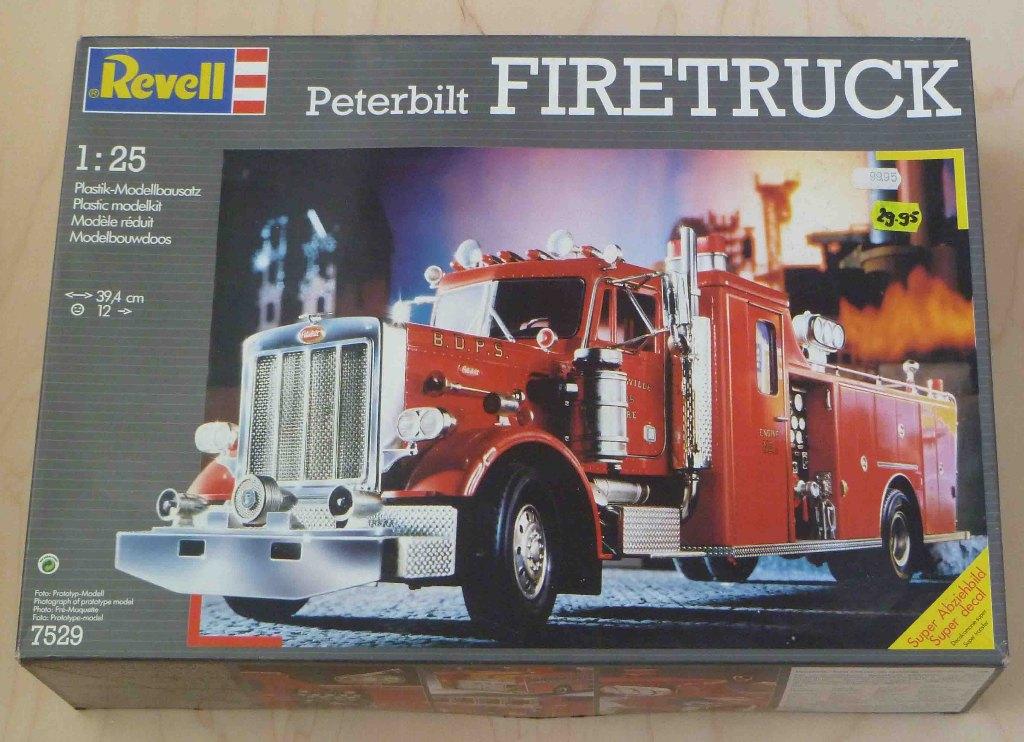 Revell
®
Peterbilt FIRETRUCK
1:25
Plastik-Modellbausatz
Plastic modelkit
Modèle réduit
Modelbouwdoos
39,4 cm
12
99.95
29.95
B.D.P.S.
ENGINE
Foto: Prototyp-Modell
Photograph of prototype model
Photo: Pré-Maquette
Foto: Prototype-model
7529
Super Abziehbild
Super decal